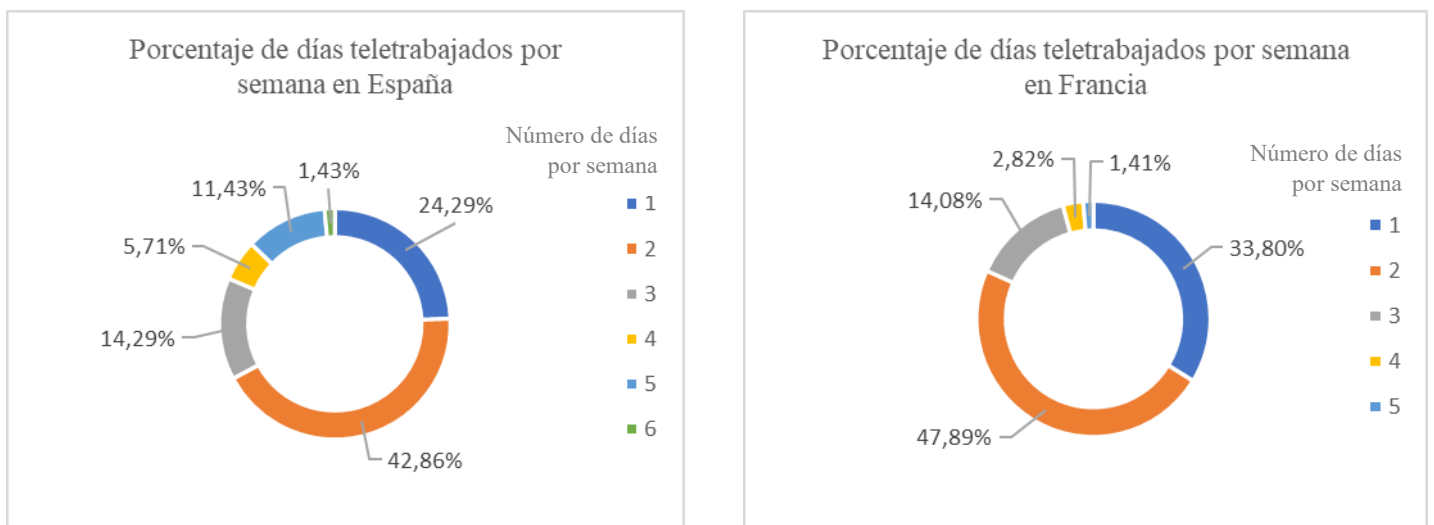 Porcentaje de días teletrabajados por
semana en España
Número de días
por semana
1,43%
11,43%
24,29%
5,71%
14,29%
42,86%
1
2
3
4
5
6
Porcentaje de días teletrabajados por semana
en Francia
Número de días
por semana
2,82%
1,41%
14,08%
33,80%
47,89%
1
2
3
4
5